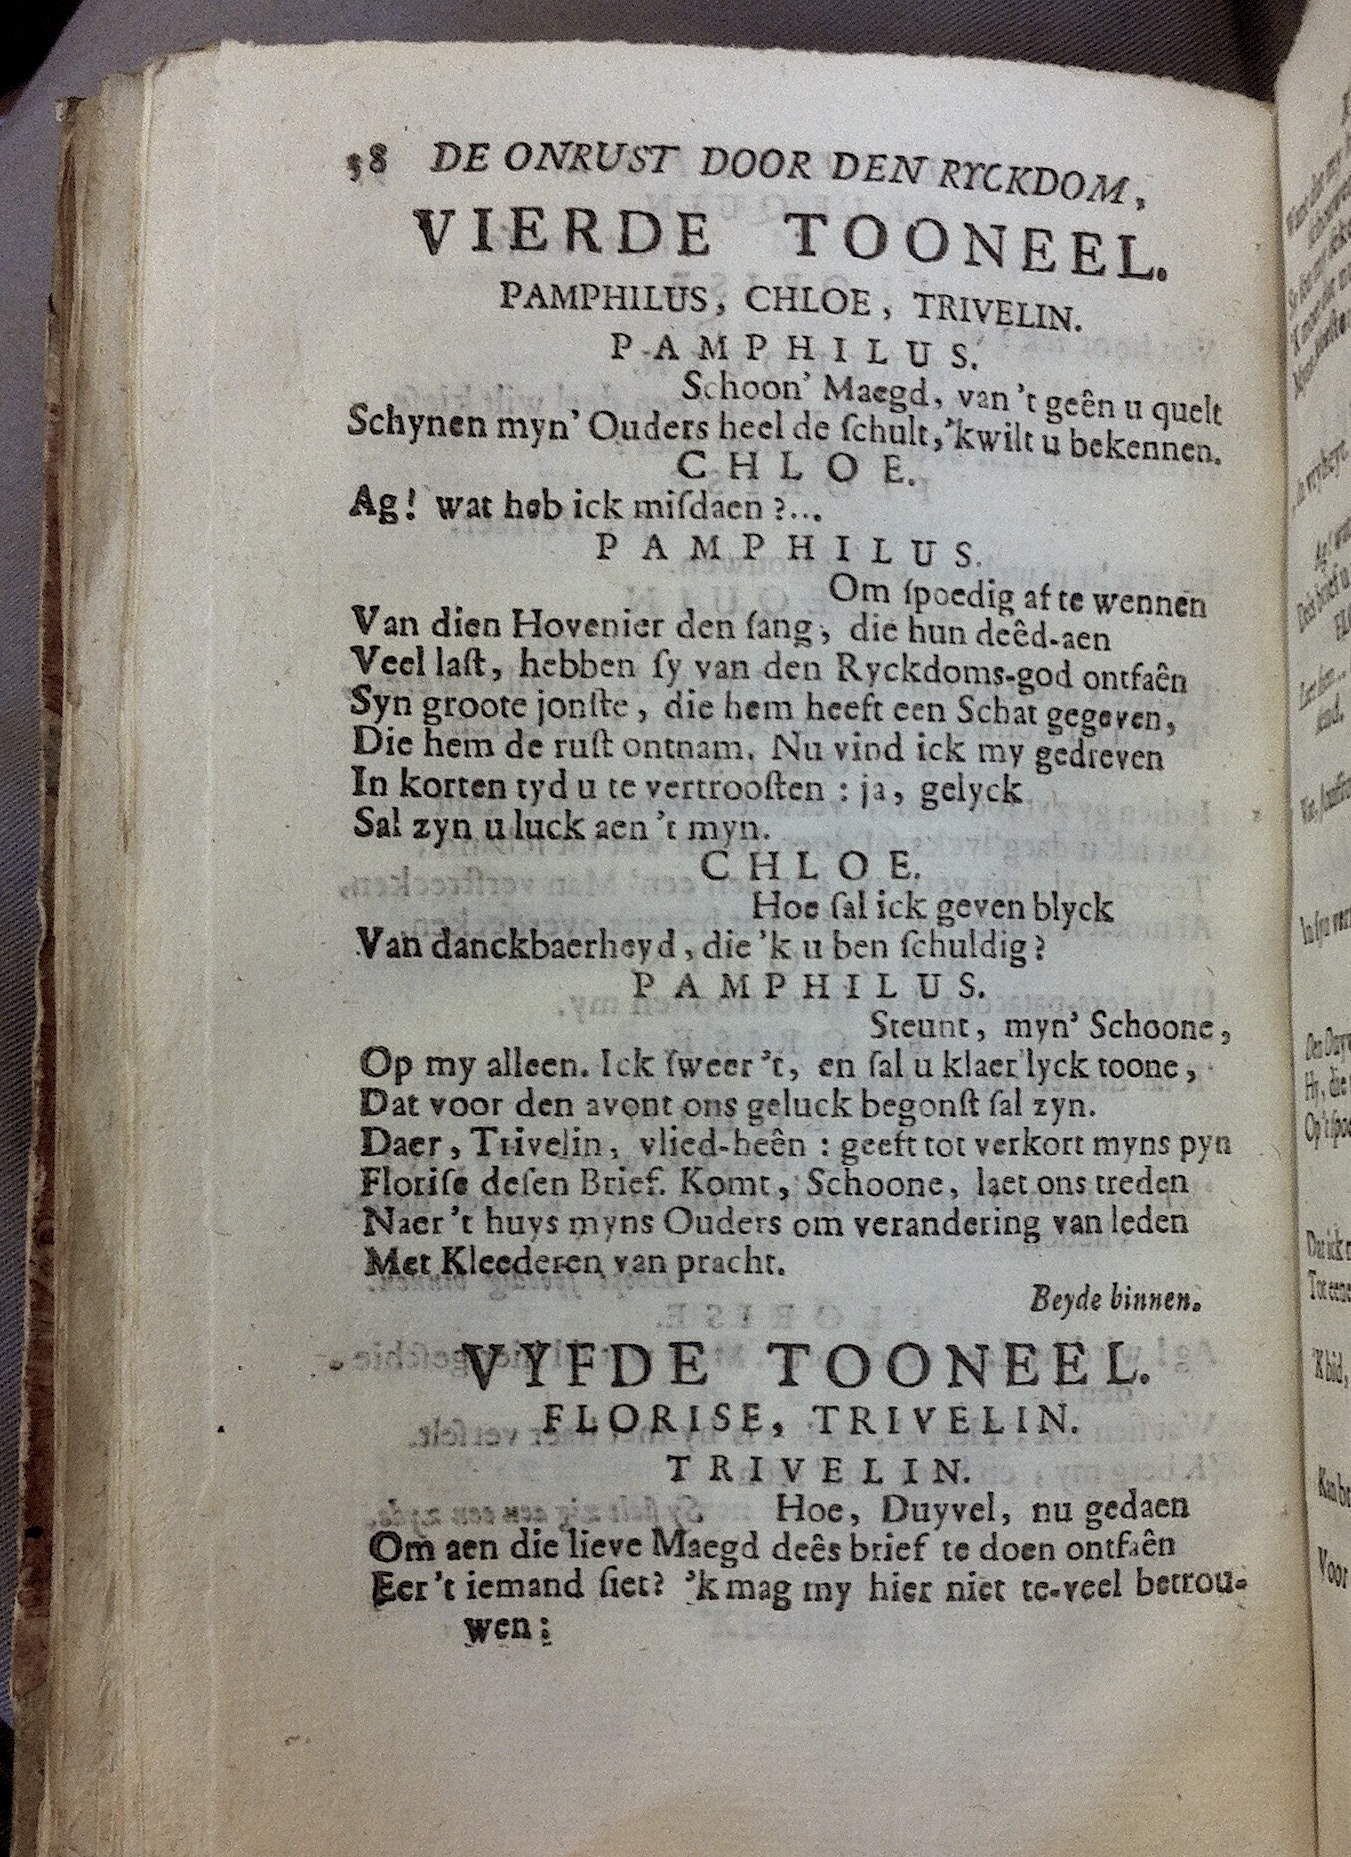 38 DE ONRUST DOOR DEN RYCKDOM,
VIERDE TOONEEL.
PAMPHILUS, CHLOE, TRIVELIN.
PAMPHILUS.
Schoon' Maegd, van 't geên u quelt
Schynen myn' Ouders heel de ſchult, 'k wilt u bekennen.
CHLOE.
Ag! wat heb ick miſdaen ?...
PAMPHILUS.
Om ſpoedig af te wennen
Van dien Hovenier den ſang, die hun deêd-aen
Veel laſt, hebben ſy van den Ryckdoms-god ontfaên
Syn groote jonſte, die hem heeft een Schat gegeven,
Die hem de ruſt ontnam. Nu vind ick my gedreven
In korten tyd u te vertrooſten : ja, gelyck
Sal zyn u luck aen 't myn.
CHLOE.
Hoe ſal ick geven blyck
Van danckbaerheyd, die 'k u ben ſchuldig?
PAMPHILUS.
Steunt, myn' Schoone,
Op my alleen. Ick ſweer 't, en ſal u klaer lyck toone,
Dat voor den avont ons geluck begonſt ſal zyn.
Daer, Trivelin, vlied-heên : geeft tot verkort myns pyn
Floriſe deſen Brief. Komt, Schoone, laet ons treden
Naer 't huys myns Ouders om verandering van leden
Met Kleederen van pracht.
Beyde binnen.
VYFDE TOONEEL.
FLORISE, TRIVELIN.
TRIVELIN.
Hoe, Duyvel, nu gedaen
Om aen die lieve Maegd deês brief te doen ontfaên
Eer 't iemand ſiet? 'k mag my hier niet te-veel betrou-
wen;